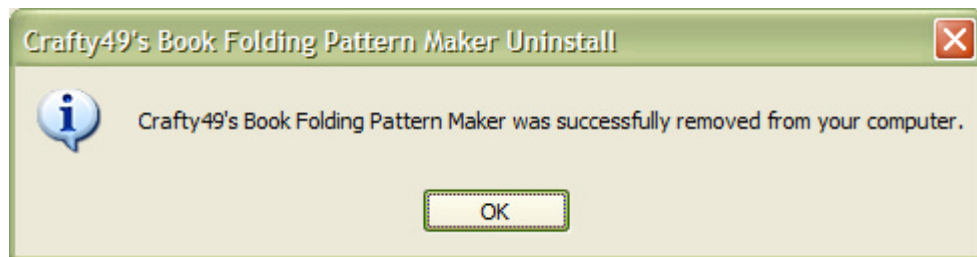 Crafty49's Book Folding Pattern Maker Uninstall
Crafty49's Book Folding Pattern Maker was successfully removed from your computer.
OK